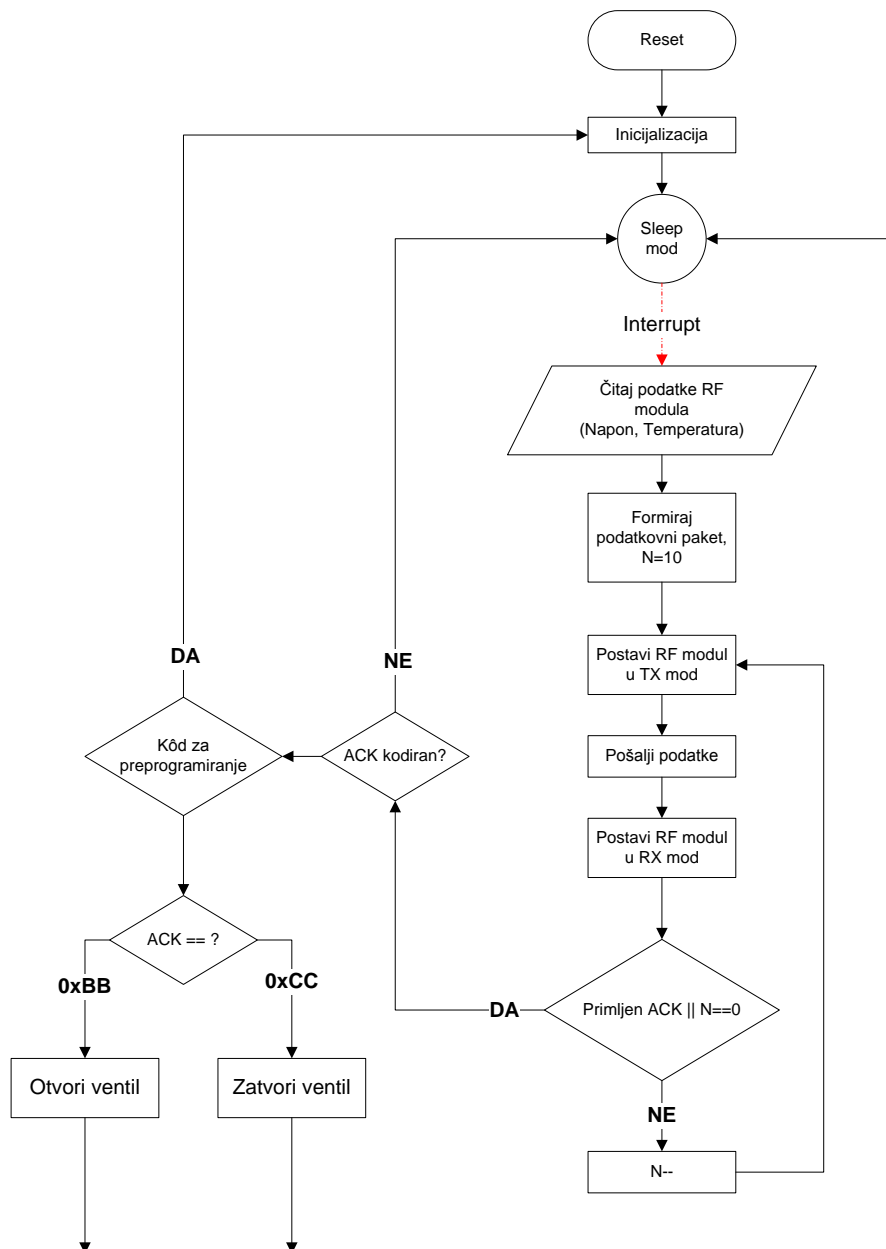 Reset
Inicijalizacija
Sleep
mod
Interrupt
Čitaj podatke RF
modula
(Napon, Temperatura)
Formiraj
podatkovni paket,
N=10
Postavi RF modul
u TX mod
Pošalji podatke
Postavi RF modul
u RX mod
Primljen ACK || N==0
DA
NE
N--
ACK kodiran?
NE
Kôd za
preprogramiranje
DA
ACK == ?
0xBB
0xCC
Otvori ventil
Zatvori ventil